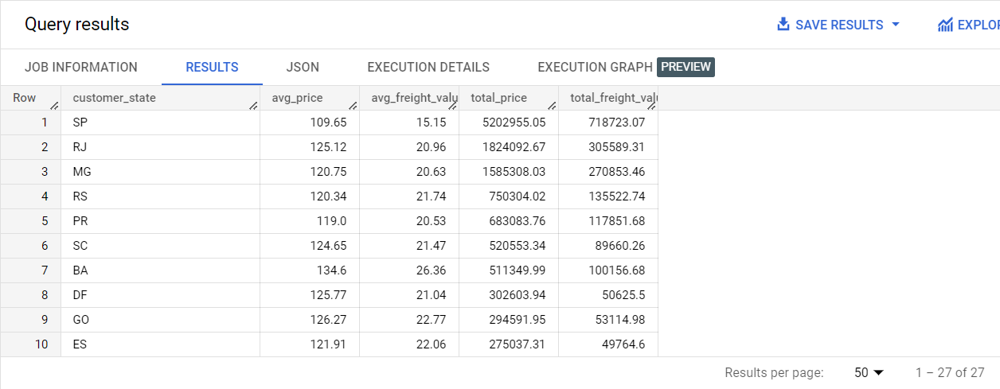 Query results SAVE RESULTS EXPLOR
JOB INFORMATION RESULTS JSON EXECUTION DETAILS EXECUTION GRAPH PREVIEW
Row customer_state avg_price avg_freight_valu total_price total_freight_valu
1 SP 109.65 15.15 5202955.05 718723.07
2 RJ 125.12 20.96 1824092.67 305589.31
3 MG 120.75 20.63 1585308.03 270853.46
4 RS 120.34 21.74 750304.02 135522.74
5 PR 119.0 20.53 683083.76 117851.68
6 SC 124.65 21.47 520553.34 89660.26
7 BA 134.6 26.36 511349.99 100156.68
8 DF 125.77 21.04 302603.94 50625.5
9 GO 126.27 22.77 294591.95 53114.98
10 ES 121.91 22.06 275037.31 49764.6
Results per page: 50 1 – 27 of 27